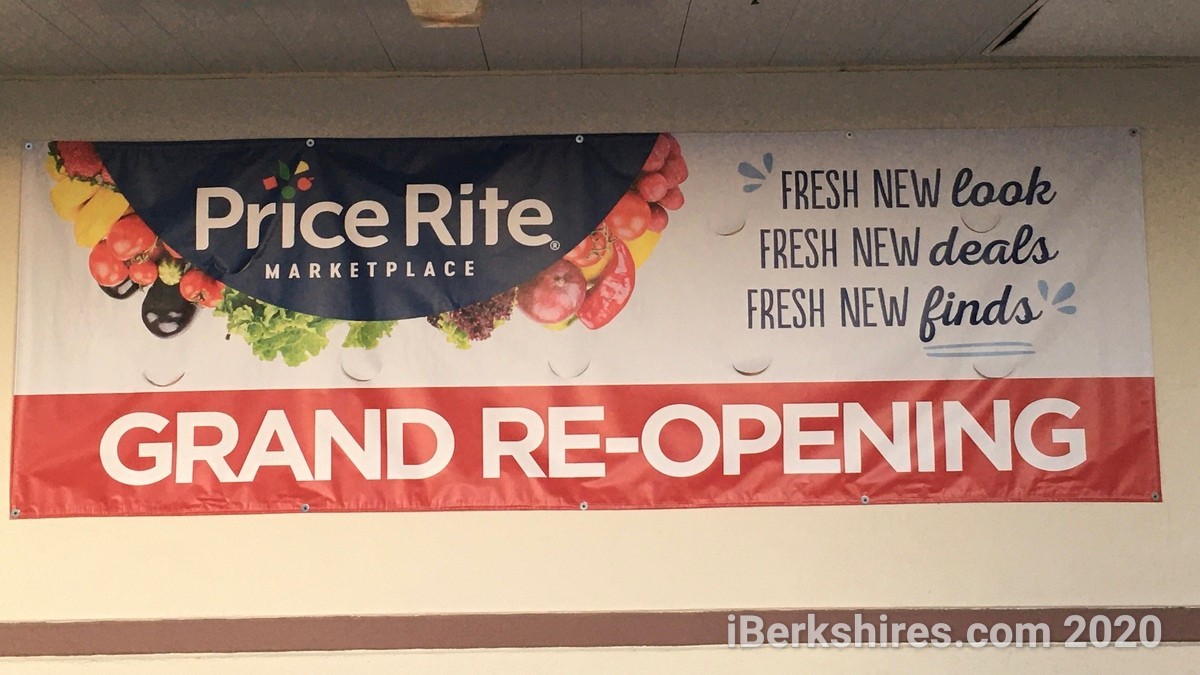 Price Rite®
MARKETPLACE
FRESH NEW look
FRESH NEW deals
FRESH NEW finds
GRAND RE-OPENING
iBerkshires.com 2020